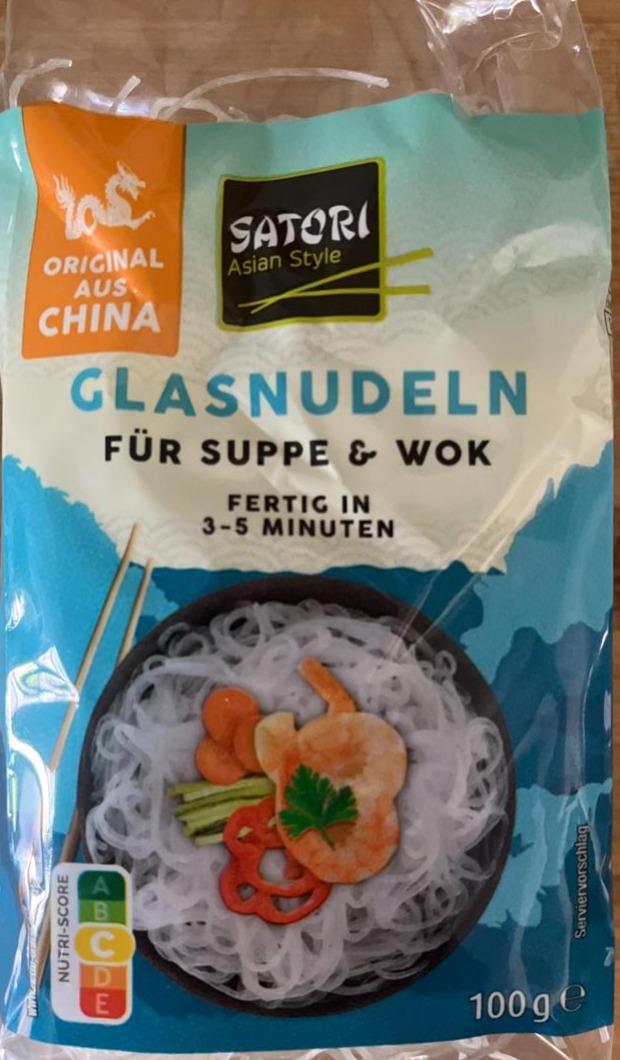 ORIGINAL
AUS
CHINA
SATORI
Asian Style
GLASNUDELN
FÜR SUPPE & WOK
FERTIG IN
3-5 MINUTEN
NUTRI-SCORE
A
B
C
D
E
Serviervorschlag
100 g ℮